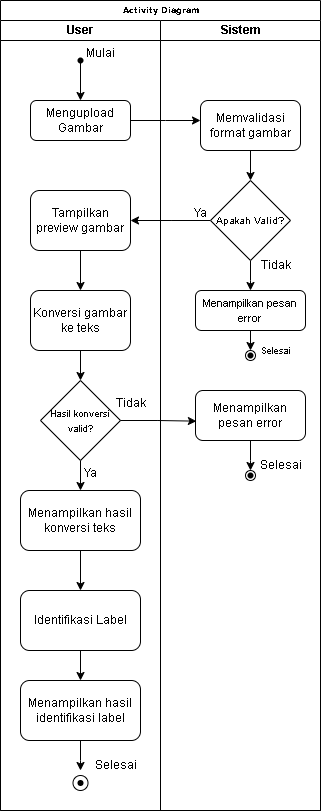 Activity Diagram
User
Sistem
Mulai
Mengupload
Gambar
Memvalidasi
format gambar
Apakah Valid?
Ya
Tidak
Tampilkan
preview gambar
Menampilkan pesan
error
Selesai
Konversi gambar
ke teks
Hasil konversi
valid?
Tidak
Menampilkan
pesan error
Selesai
Ya
Menampilkan hasil
konversi teks
Identifikasi Label
Menampilkan hasil
identifikasi label
Selesai